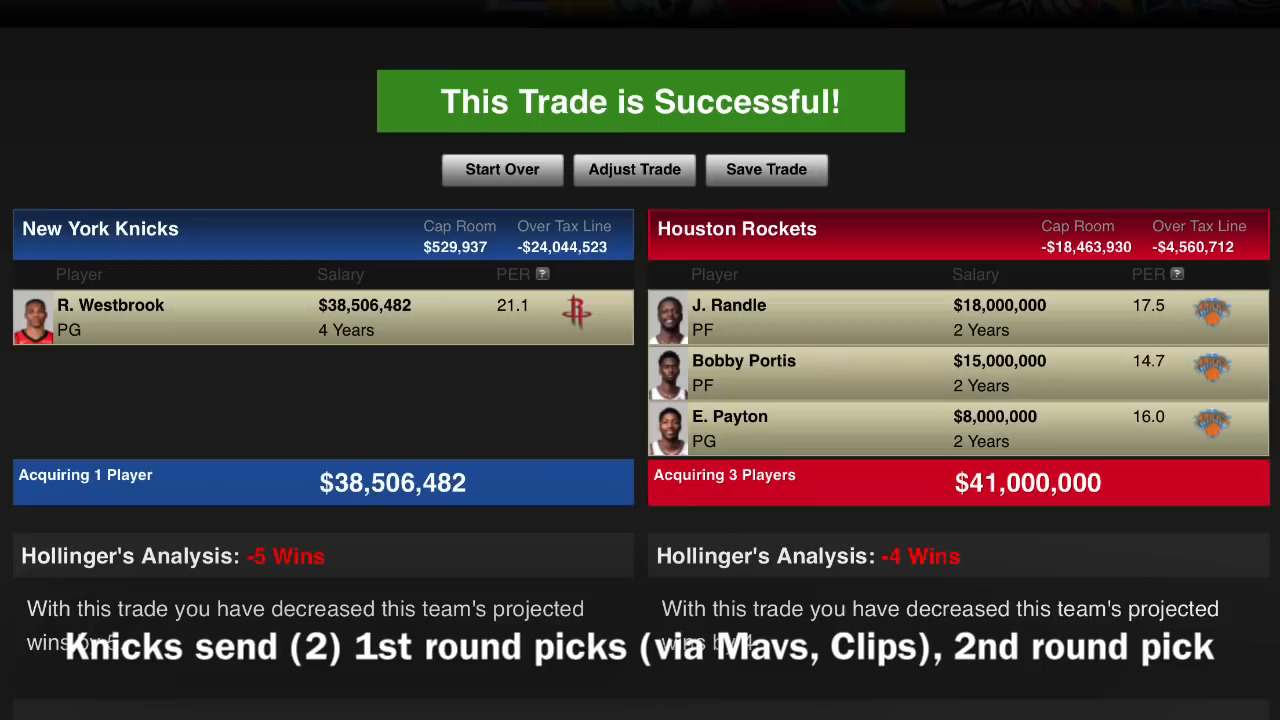 This Trade is Successful!
Start Over
Adjust Trade
Save Trade
New York Knicks
Cap Room
Over Tax Line
$529,937
-$24,044,523
Player
Salary
PER ?
R. Westbrook
$38,506,482
21.1
PG
4 Years
Acquiring 1 Player
$38,506,482
Hollinger's Analysis: -5 Wins
With this trade you have decreased this team's projected
wins by 5.
Houston Rockets
Cap Room
Over Tax Line
-$18,463,930
-$4,560,712
Player
Salary
PER ?
J. Randle
$18,000,000
17.5
PF
2 Years
Bobby Portis
$15,000,000
14.7
PF
2 Years
E. Payton
$8,000,000
16.0
PG
2 Years
Acquiring 3 Players
$41,000,000
Hollinger's Analysis: -4 Wins
With this trade you have decreased this team's projected
wins by 4.
Knicks send (2) 1st round picks (via Mavs, Clips), 2nd round pick